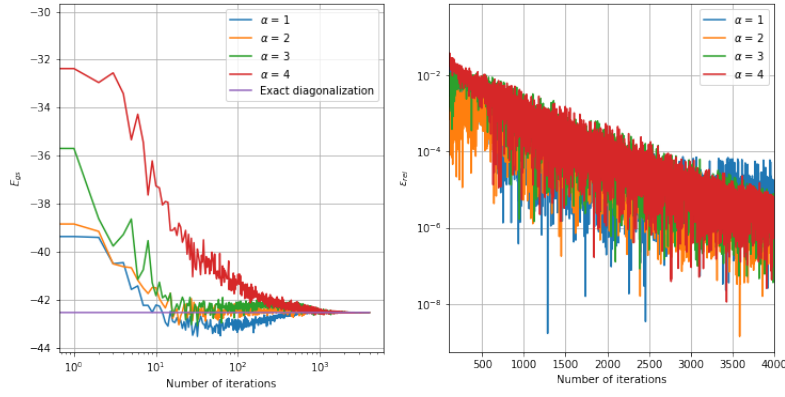 −30
−32
−34
−36
−38
−40
−42
−44
E_gs
10^0
10^1
10^2
10^3
Number of iterations
α = 1
α = 2
α = 3
α = 4
Exact diagonalization
10^−2
10^−4
10^−6
10^−8
ε_rel
500
1000
1500
2000
2500
3000
3500
4000
Number of iterations
α = 1
α = 2
α = 3
α = 4